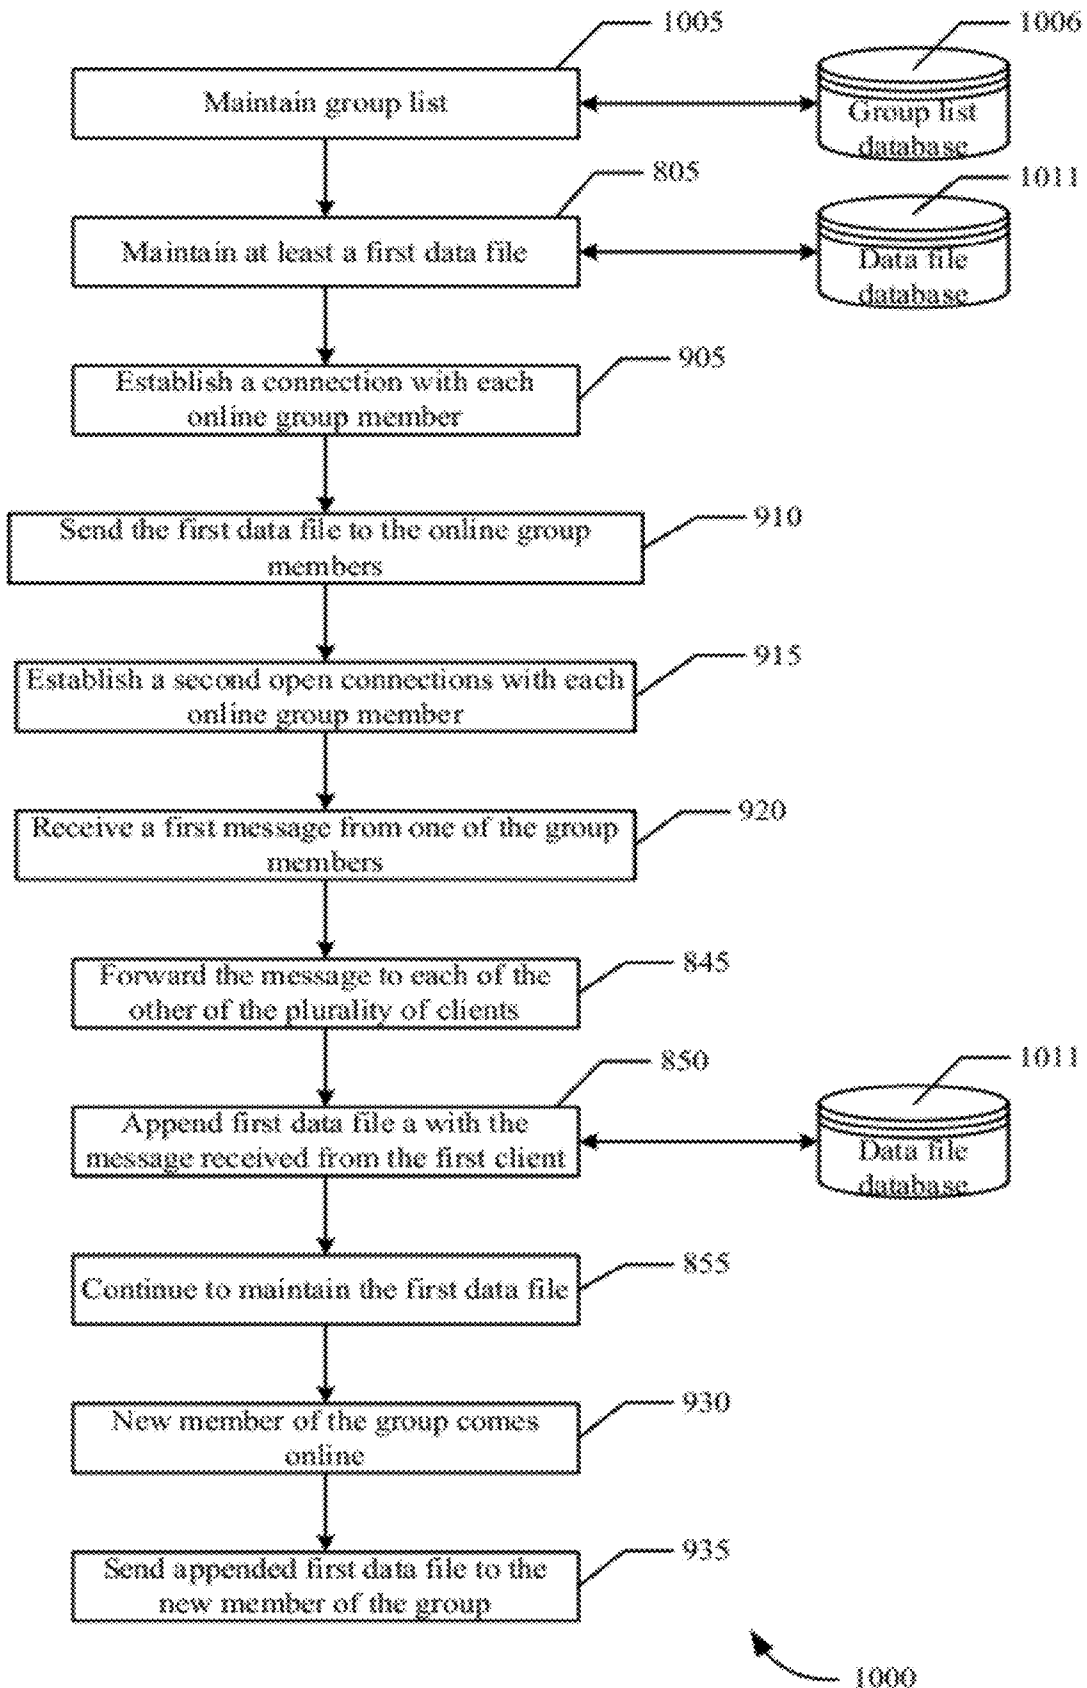 1005
1006
Maintain group list
Group list
database
805
1011
Maintain at least a first data file
Data file
database
905
Establish a connection with each
online group member
910
Send the first data file to the online group
members
915
Establish a second open connections with each
online group member
920
Receive a first message from one of the group
members
845
Forward the message to each of the
other of the plurality of clients
850
1011
Append first data file a with the
message received from the first client
Data file
database
855
Continue to maintain the first data file
930
New member of the group comes
online
935
Send appended first data file to the
new member of the group
1000